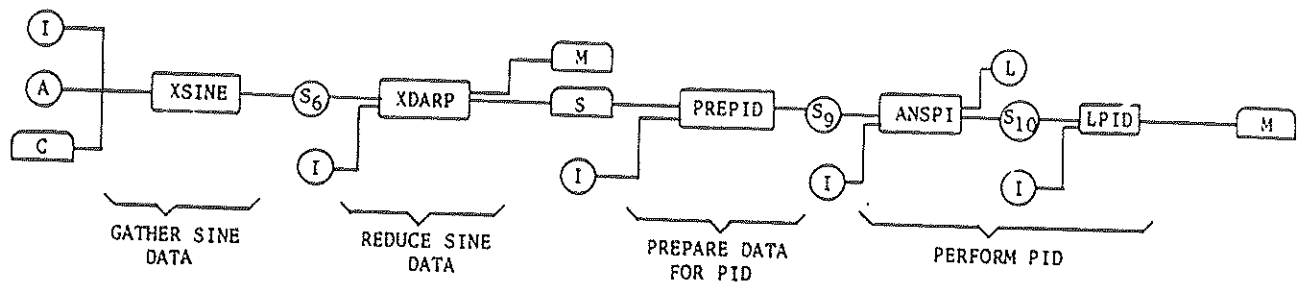 I
A
C
XSINE
S6
I
XDARP
M
S
I
PREPID
S9
I
ANSPI
L
S10
I
LPID
M
GATHER SINE
DATA
REDUCE SINE
DATA
PREPARE DATA
FOR PID
PERFORM PID